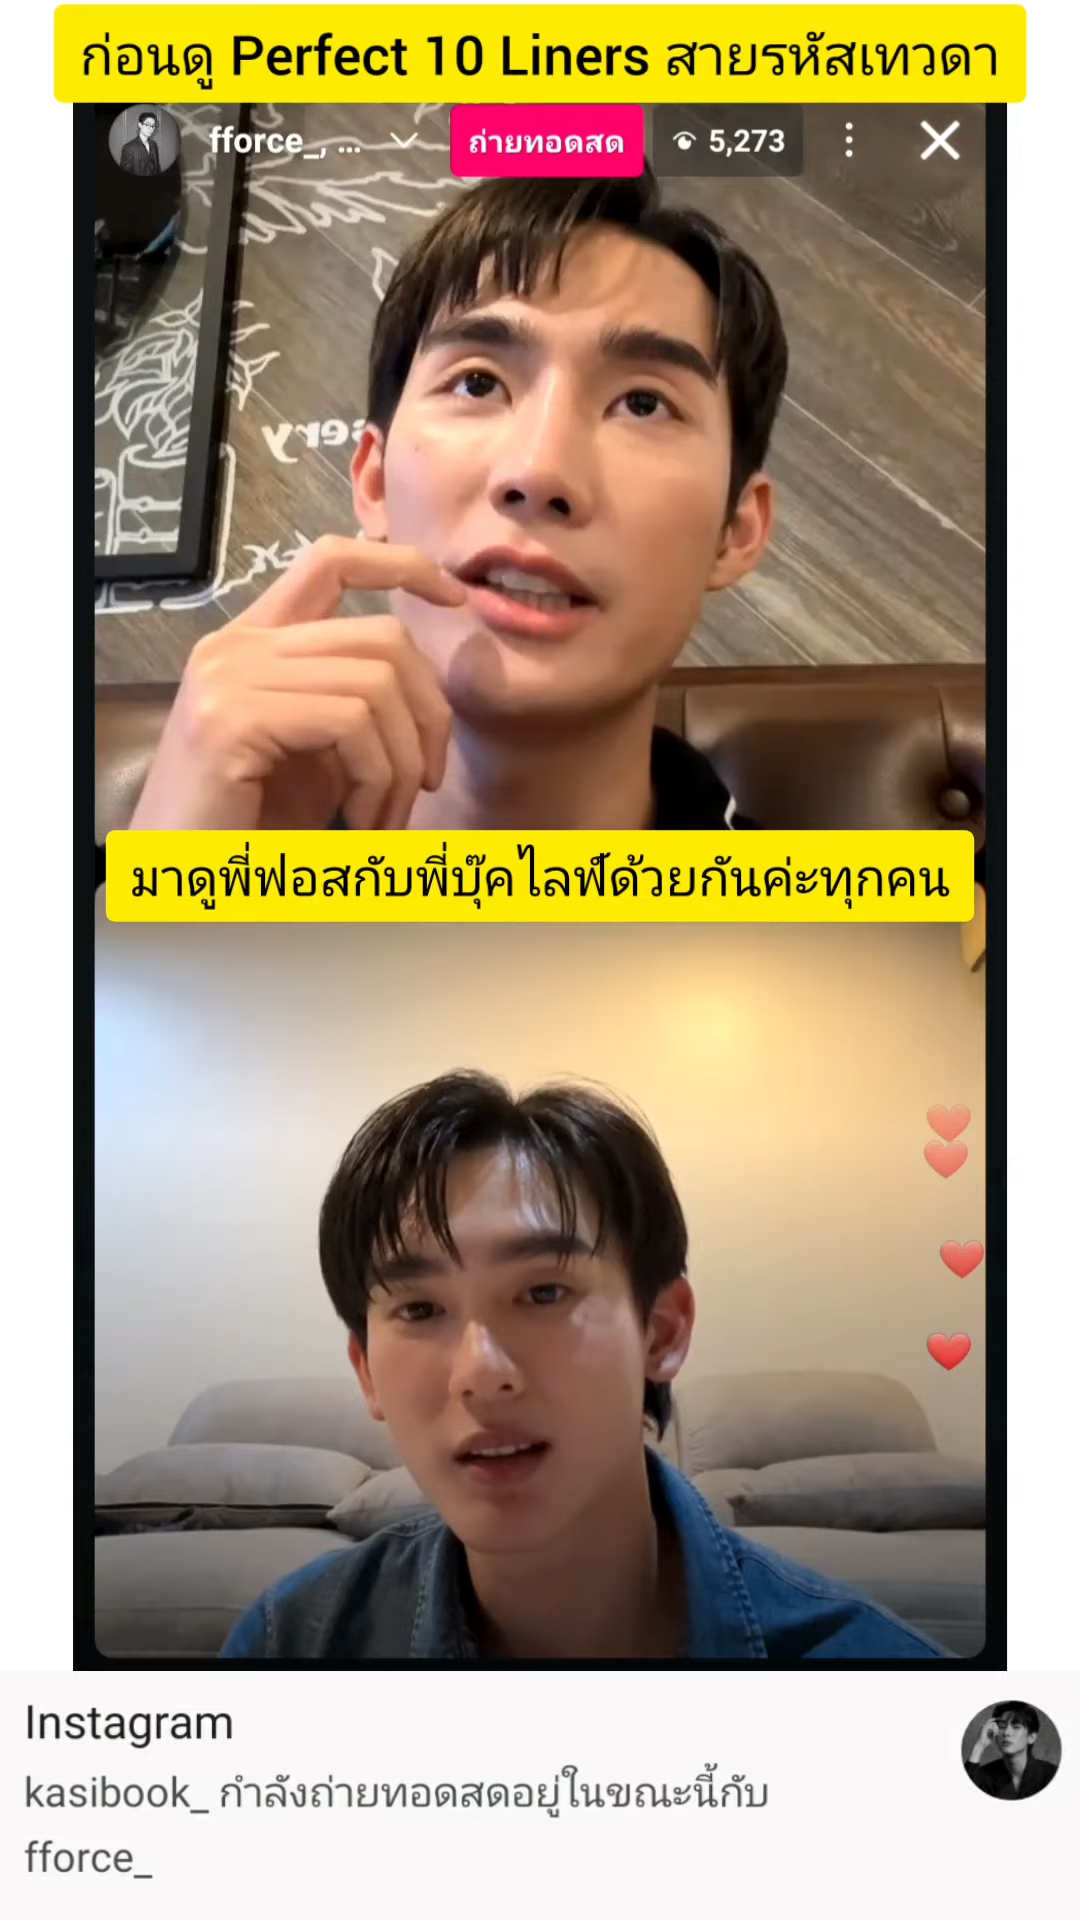 ก่อนดู Perfect 10 Liners สายรหัสเทวดา
fforce_, ...
ถ่ายทอดสด
5,273
มาดูพี่ฟอสกับพี่บุ๊คไลฟ์ด้วยกันค่ะทุกคน
Instagram
kasibook_ กำลังถ่ายทอดสดอยู่ในขณะนี้กับ
fforce_